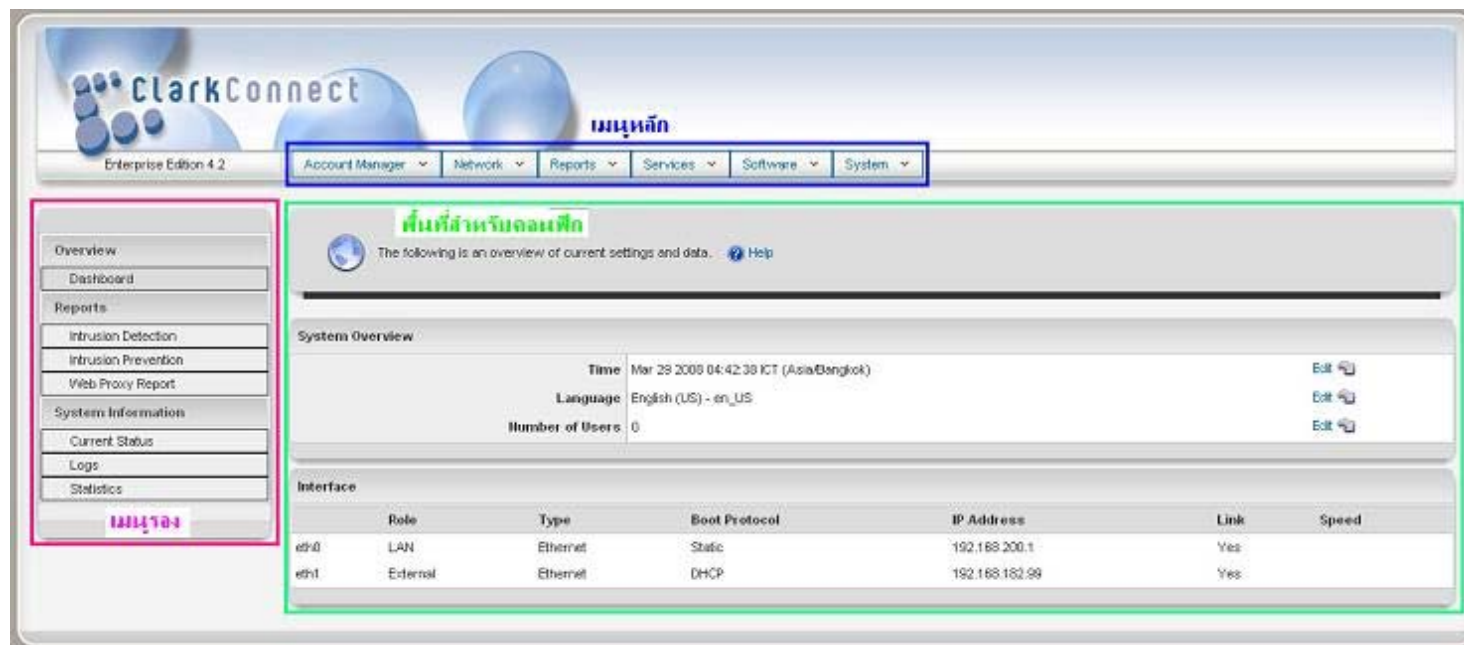 ClarkConnect
เมนูหลัก
Enterprise Edition 4.2
Account Manager Network Reports Services Software System
พื้นที่สำหรับคอนฟิก
The following is an overview of current settings and data. Help
Overview
Dashboard
Reports
Intrusion Detection
Intrusion Prevention
Web Proxy Report
System Information
Current Status
Logs
Statistics
เมนูรอง
System Overview
Time Mar 29 2008 04:42:38 ICT (Asia/Bangkok) Edit
Language English (US) - en_US Edit
Number of Users 0 Edit
Interface
Role Type Boot Protocol IP Address Link Speed
eth0 LAN Ethernet Static 192.168.200.1 Yes
eth1 External Ethernet DHCP 192.168.182.99 Yes